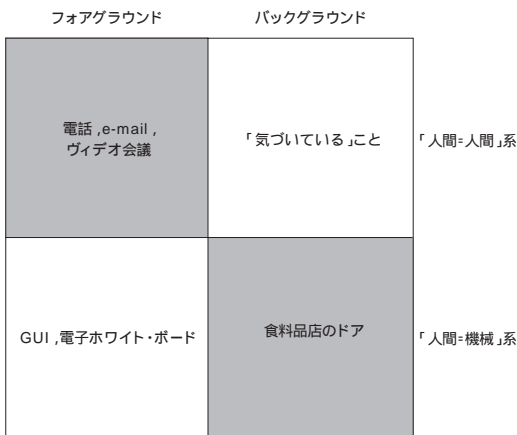 フォアグラウンド バックグラウンド
電話,e-mail,
ヴィデオ会議
「気づいている」こと
「人間=人間」系
GUI,電子ホワイト・ボード
食料品店のドア
「人間=機械」系